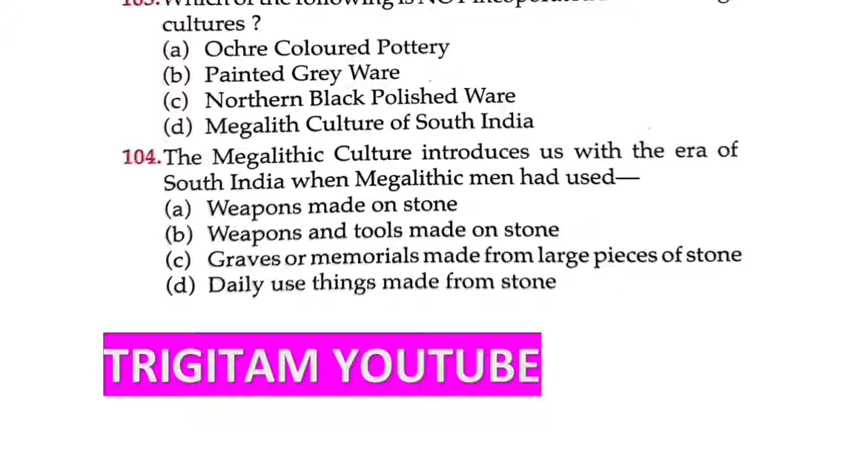 cultures ?
(a) Ochre Coloured Pottery
(b) Painted Grey Ware
(c) Northern Black Polished Ware
(d) Megalith Culture of South India
104. The Megalithic Culture introduces us with the era of
South India when Megalithic men had used—
(a) Weapons made on stone
(b) Weapons and tools made on stone
(c) Graves or memorials made from large pieces of stone
(d) Daily use things made from stone
TRIGITAM YOUTUBE